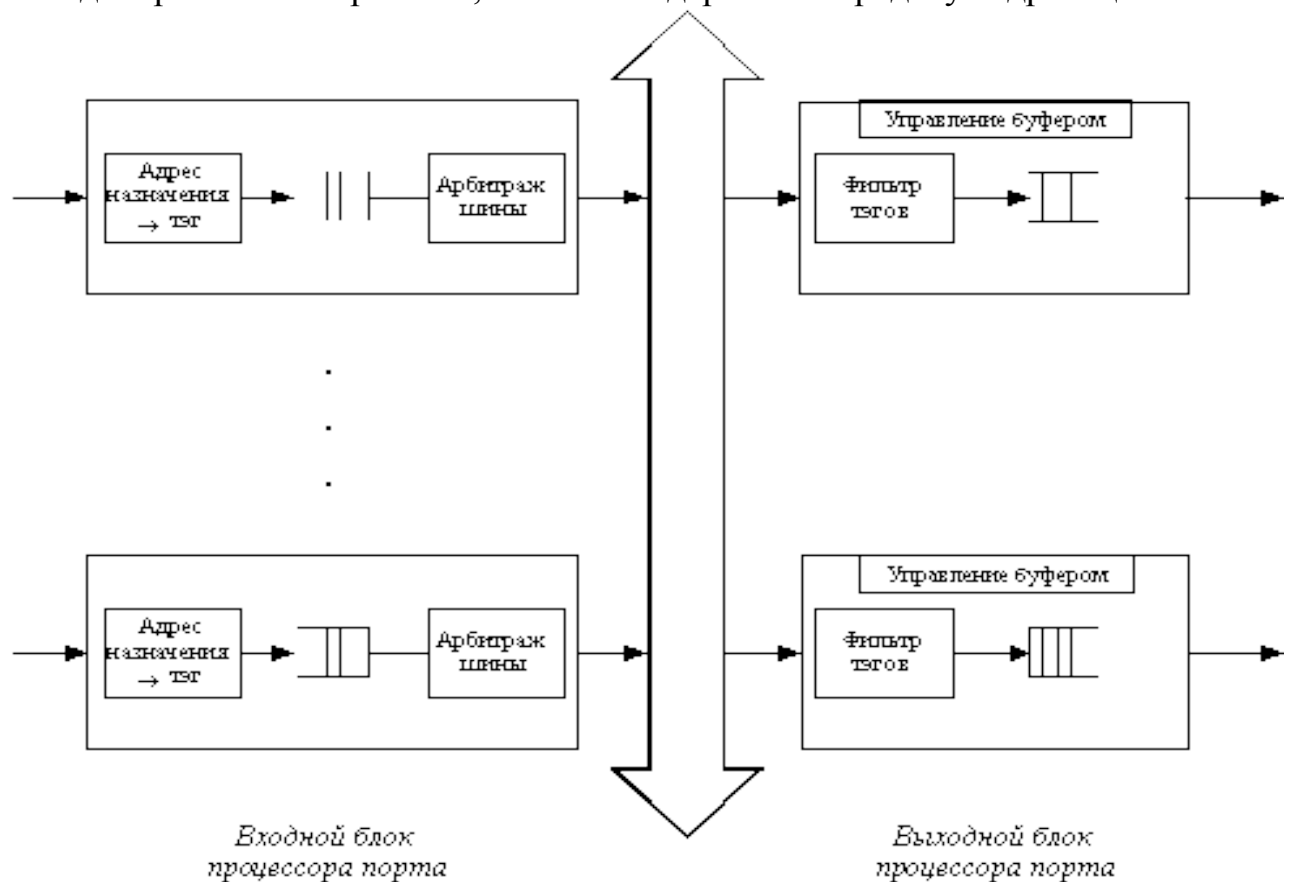 Управление буфером
Адрес
назначения
→ тэг
Арбитраж
шины
Фильтр
тэгов
Управление буфером
Адрес
назначения
→ тэг
Арбитраж
шины
Фильтр
тэгов
Входной блок
процессора порта
Выходной блок
процессора порта